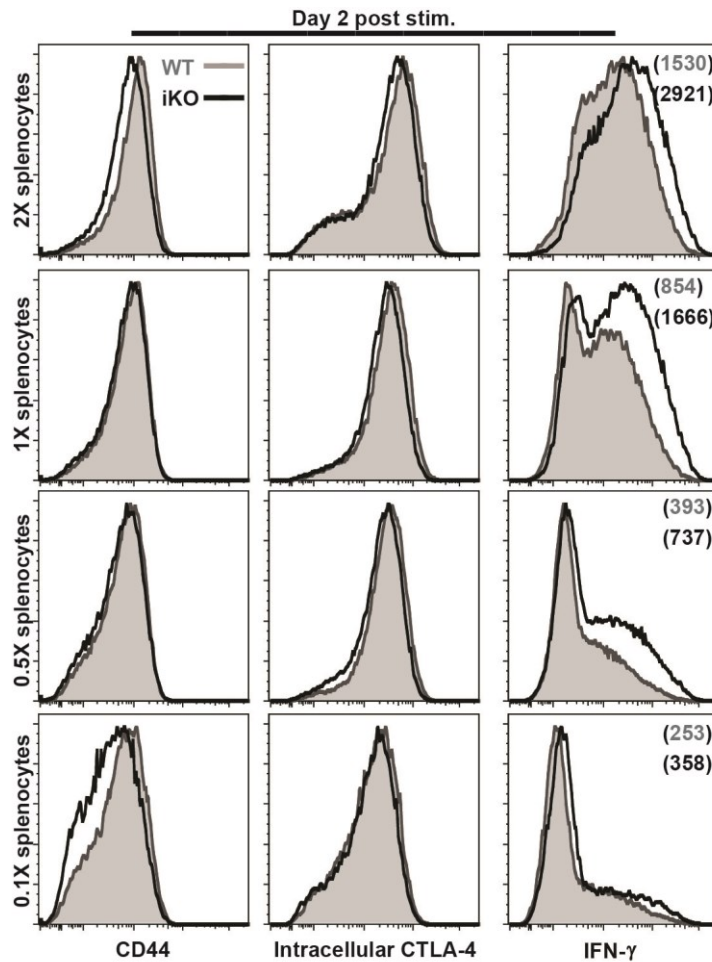 Day 2 post stim.
WT
iKO
2X splenocytes
(1530)
(2921)
1X splenocytes
(854)
(1666)
0.5X splenocytes
(393)
(737)
0.1X splenocytes
(253)
(358)
CD44
Intracellular CTLA-4
IFN-γ